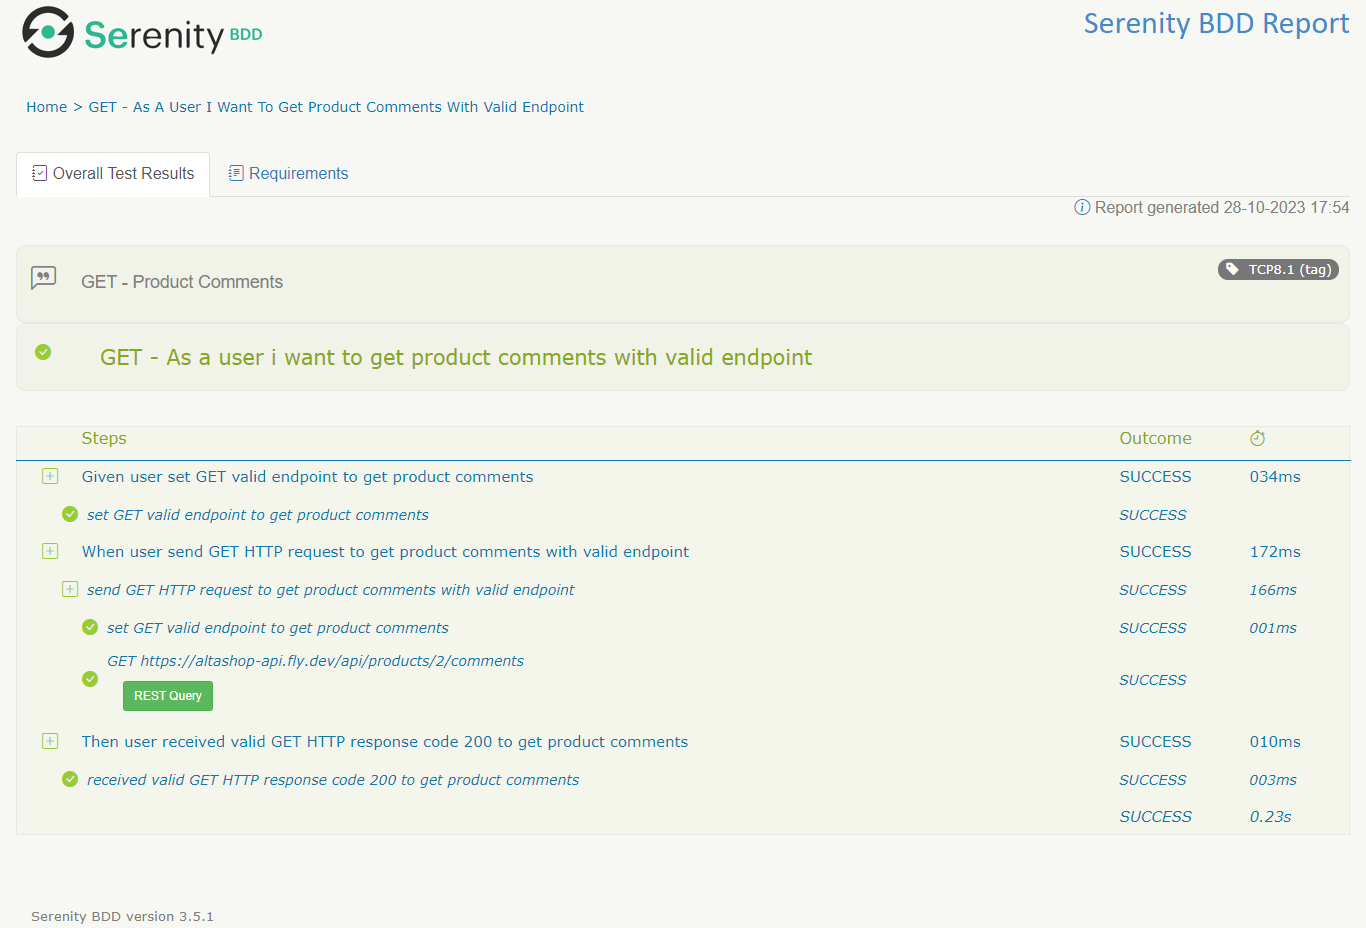 Serenity BDD
Serenity BDD Report
Home > GET - As A User I Want To Get Product Comments With Valid Endpoint
Overall Test Results
Requirements
Report generated 28-10-2023 17:54
GET - Product Comments
TCP8.1 (tag)
GET - As a user i want to get product comments with valid endpoint
Steps Outcome
Given user set GET valid endpoint to get product comments SUCCESS 034ms
set GET valid endpoint to get product comments SUCCESS
When user send GET HTTP request to get product comments with valid endpoint SUCCESS 172ms
send GET HTTP request to get product comments with valid endpoint SUCCESS 166ms
set GET valid endpoint to get product comments SUCCESS 001ms
GET https://altashop-api.fly.dev/api/products/2/comments
SUCCESS
REST Query
Then user received valid GET HTTP response code 200 to get product comments SUCCESS 010ms
received valid GET HTTP response code 200 to get product comments SUCCESS 003ms
SUCCESS 0.23s
Serenity BDD version 3.5.1